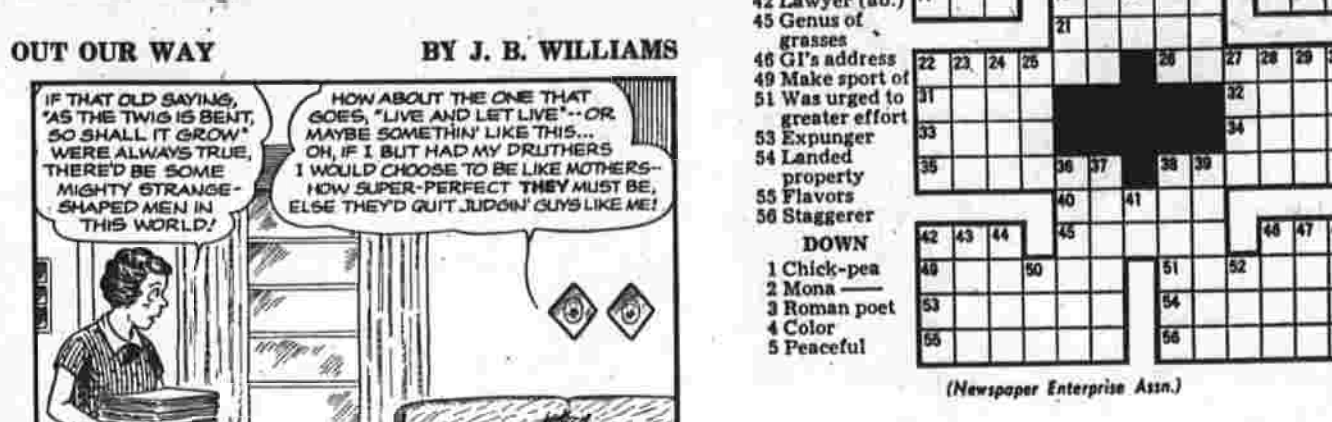 OUT OUR WAY BY J. B. WILLIAMS
IF THAT OLD SAYING,
"AS THE TWIG IS BENT,
SO SHALL IT GROW"
WERE ALWAYS TRUE,
THERE'D BE SOME
MIGHTY STRANGE-
SHAPED MEN IN
THIS WORLD!
HOW ABOUT THE ONE THAT
GOES, "LIVE AND LET LIVE"--OR
MAYBE SOMETHIN' LIKE THIS...
OH, IF I BUT HAD MY DRUTHERS
I WOULD CHOOSE TO BE LIKE MOTHERS--
HOW SUPER-PERFECT THEY MUST BE,
ELSE THEY'D QUIT JUDGIN' GUYS LIKE ME!
42 Lawyer (ab.)
45 Genus of
grasses
46 GI's address
49 Make sport of
51 Was urged to
greater effort
53 Expunger
54 Landed
property
55 Flavors
56 Staggerer
DOWN
1 Chick-pea
2 Mona ——
3 Roman poet
4 Color
5 Peaceful
21
22 23 24 25 26 27 28 29
31 32
33 34
35 36 37 38 39
40 41
42 43 44 45 46 47
49 50 51 52
53 54
55 56
(Newspaper Enterprise Assn.)